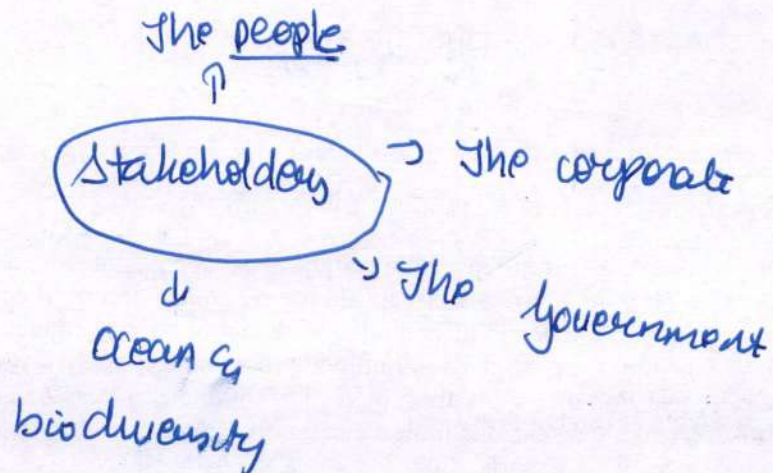 The people
Stakeholders
The corporate
The Government
Ocean &
biodiversity